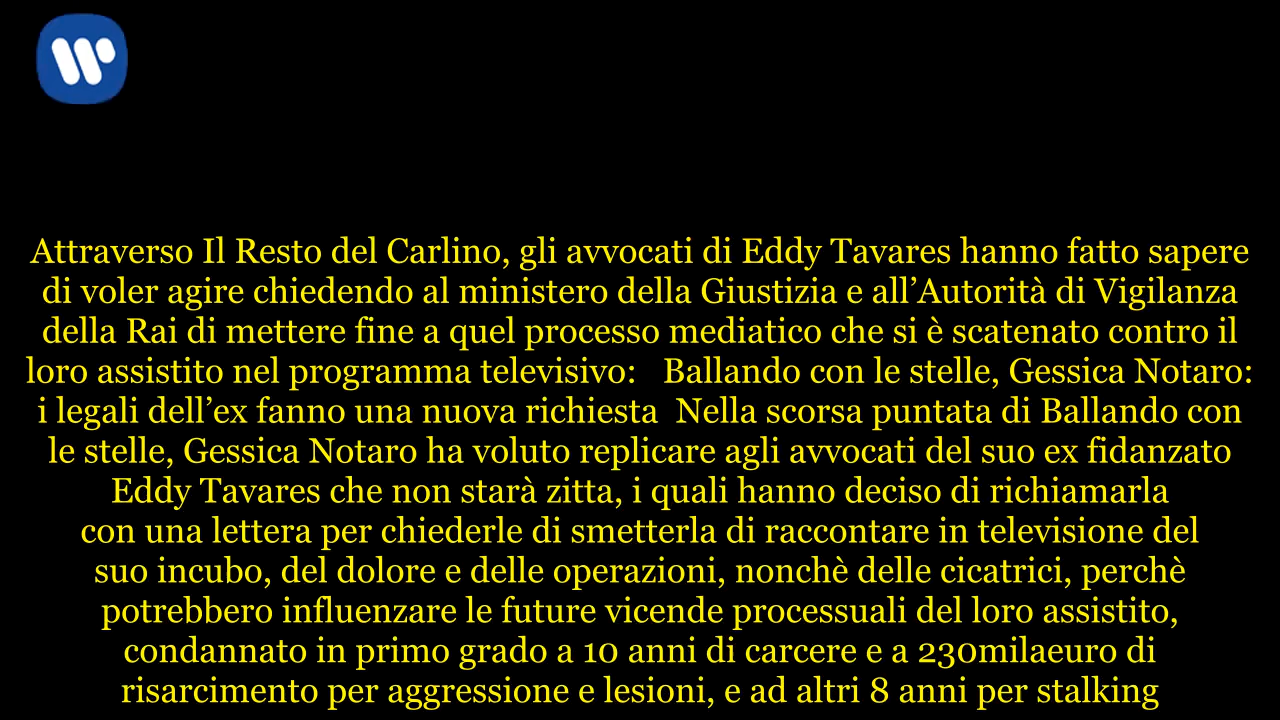 Attraverso Il Resto del Carlino, gli avvocati di Eddy Tavares hanno fatto sapere
di voler agire chiedendo al ministero della Giustizia e all’Autorità di Vigilanza
della Rai di mettere fine a quel processo mediatico che si è scatenato contro il
loro assistito nel programma televisivo:   Ballando con le stelle, Gessica Notaro:
i legali dell’ex fanno una nuova richiesta  Nella scorsa puntata di Ballando con
le stelle, Gessica Notaro ha voluto replicare agli avvocati del suo ex fidanzato
Eddy Tavares che non starà zitta, i quali hanno deciso di richiamarla
con una lettera per chiederle di smetterla di raccontare in televisione del
suo incubo, del dolore e delle operazioni, nonchè delle cicatrici, perchè
potrebbero influenzare le future vicende processuali del loro assistito,
condannato in primo grado a 10 anni di carcere e a 230milaeuro di
risarcimento per aggressione e lesioni, e ad altri 8 anni per stalking